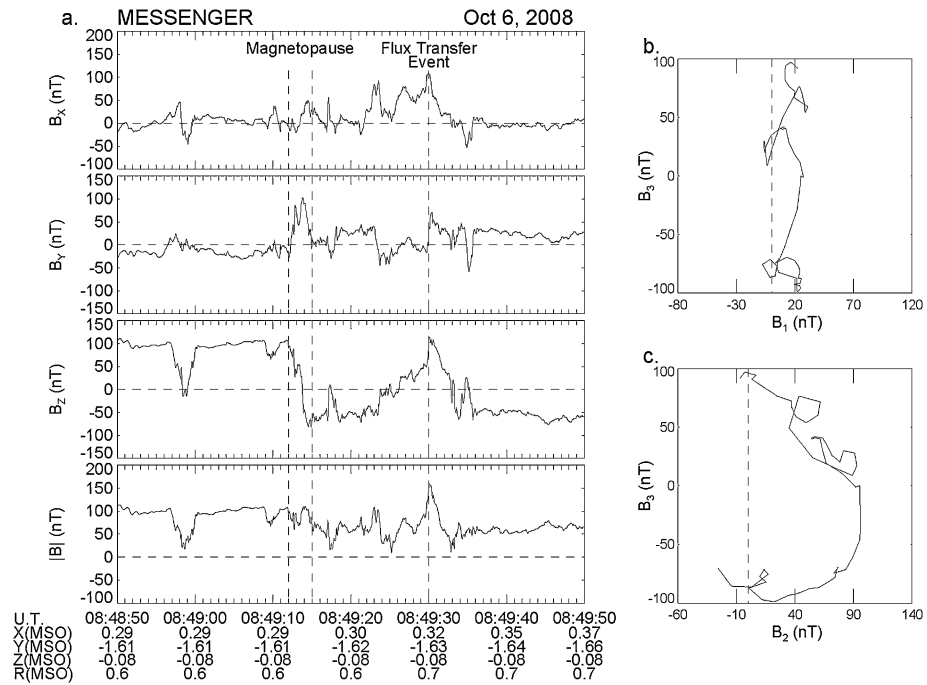 a. MESSENGER Oct 6, 2008
200
150
100
50
0
-50
-100
B_X (nT)
Magnetopause
Flux Transfer
Event
150
100
50
0
-50
-100
-150
B_Y (nT)
150
100
50
0
-50
-100
-150
B_Z (nT)
200
150
100
50
0
-50
-100
|B| (nT)
U.T. 08:48:50 08:49:00 08:49:10 08:49:20 08:49:30 08:49:40 08:49:50
X(MSO) 0.29 0.29 0.29 0.30 0.32 0.35 0.37
Y(MSO) -1.61 -1.61 -1.61 -1.62 -1.63 -1.64 -1.66
Z(MSO) -0.08 -0.08 -0.08 -0.08 -0.08 -0.08 -0.08
R(MSO) 0.6 0.6 0.6 0.6 0.7 0.7 0.7
b.
100
50
0
-50
-100
B_3 (nT)
-80 -30 20 70 120
B_1 (nT)
c.
100
50
0
-50
-100
B_3 (nT)
-60 -10 40 90 140
B_2 (nT)